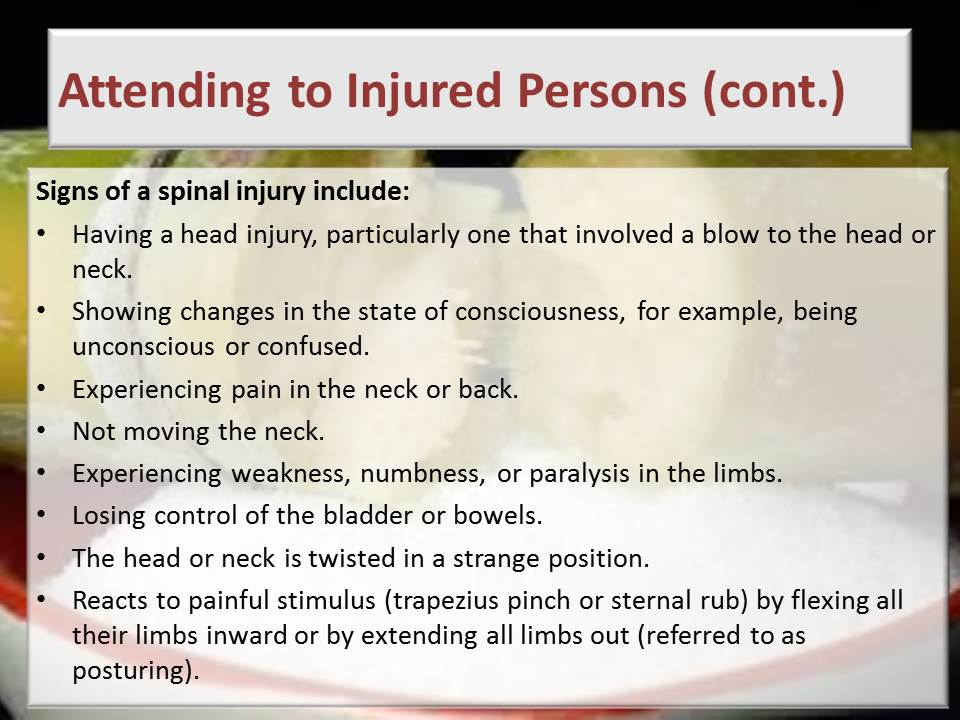 Attending to Injured Persons (cont.)
Signs of a spinal injury include:
• Having a head injury, particularly one that involved a blow to the head or
neck.
• Showing changes in the state of consciousness, for example, being
unconscious or confused.
• Experiencing pain in the neck or back.
• Not moving the neck.
• Experiencing weakness, numbness, or paralysis in the limbs.
• Losing control of the bladder or bowels.
• The head or neck is twisted in a strange position.
• Reacts to painful stimulus (trapezius pinch or sternal rub) by flexing all
their limbs inward or by extending all limbs out (referred to as
posturing).